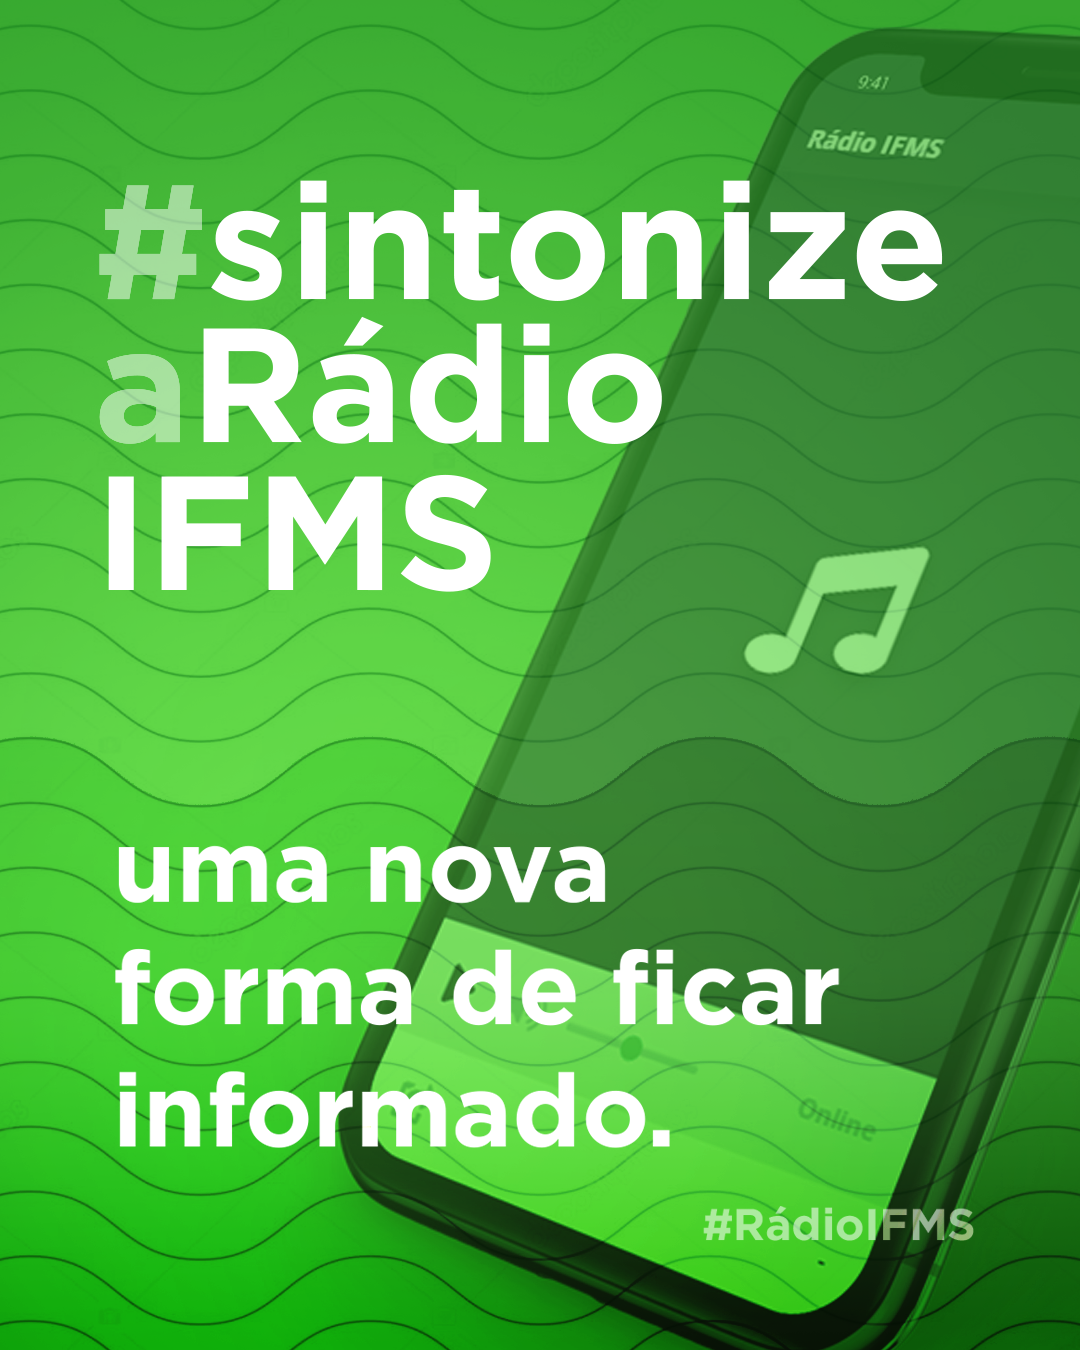 9:41
Rádio IFMS
#sintonize
aRádio
IFMS
uma nova
forma de ficar
informado.
Online
#RádioIFMS